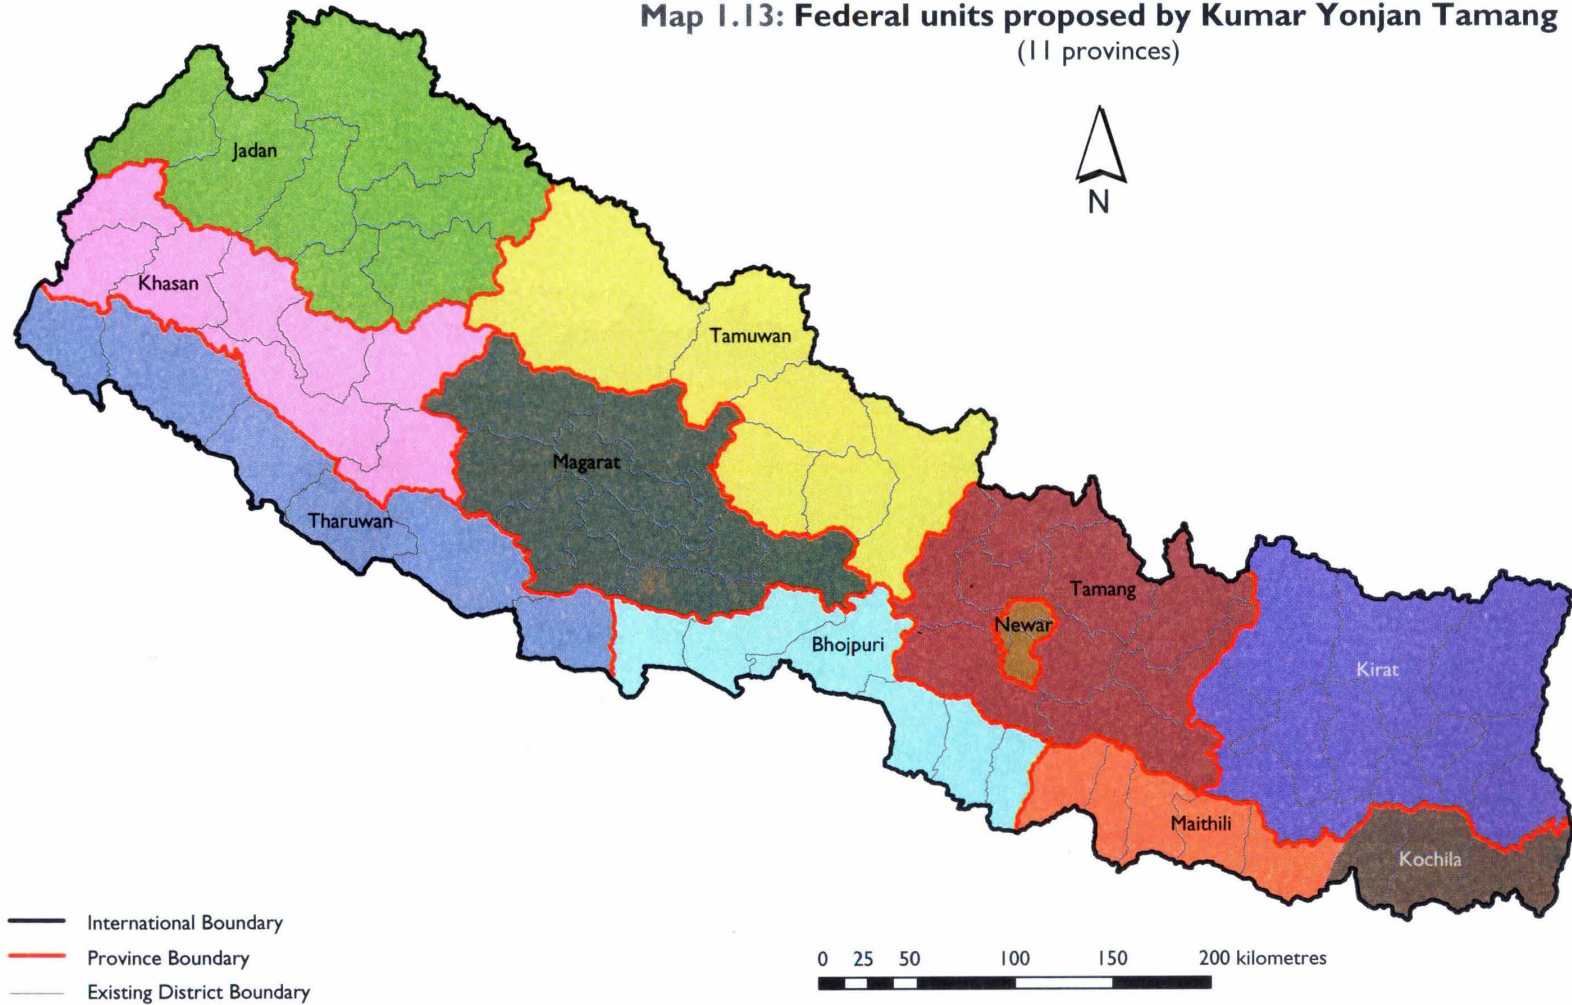 Map 1.13: Federal units proposed by Kumar Yonjan Tamang
(11 provinces)
N
Jadan
Khasan
Tamuwan
Magarat
Tharuwan
Tamang
Newar
Bhojpuri
Kirat
Maithili
Kochila
International Boundary
Province Boundary
Existing District Boundary
0 25 50 100 150 200 kilometres